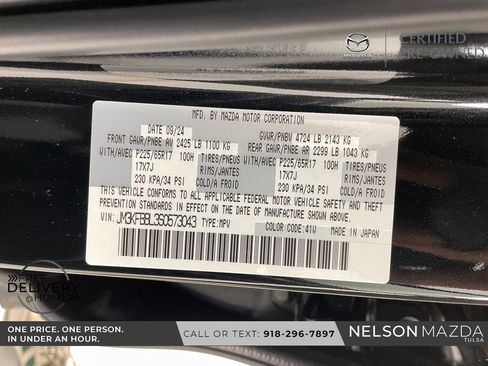 mazda
CERTIFIED
PRE-OWNED
MFD. BY MAZDA MOTOR CORPORATION
DATE 09/24
GVWR/PNBV 4724 LB 2143 KG
FRONT GAWR/PNBE AV 2425 LB 1100 KG
REAR GAWR/PNBE AR 2299 LB 1043 KG
WITH/AVEC P225/65R17 100H TIRES/PNEUS
WITH/AVEC P225/65R17 100H TIRES/PNEUS
17X7J RIMS/JANTES
17X7J RIMS/JANTES
230 KPA/34 PSI COLD/A FROID
230 KPA/34 PSI COLD/A FROID
THIS VEHICLE CONFORMS TO ALL APPLICABLE FEDERAL MOTOR VEHICLE SAFETY AND THEFT
PREVENTION STANDARDS IN EFFECT ON THE DATE OF MANUFACTURE SHOWN ABOVE.
VIN: JM3KFBBL3S0573043 TYPE:MPV COLOR CODE:41W MADE IN JAPAN
FREE
DELIVERY
@HOME
ONE PRICE. ONE PERSON.
IN UNDER AN HOUR.
CALL OR TEXT: 918-296-7897
NELSON MAZDA
TULSA